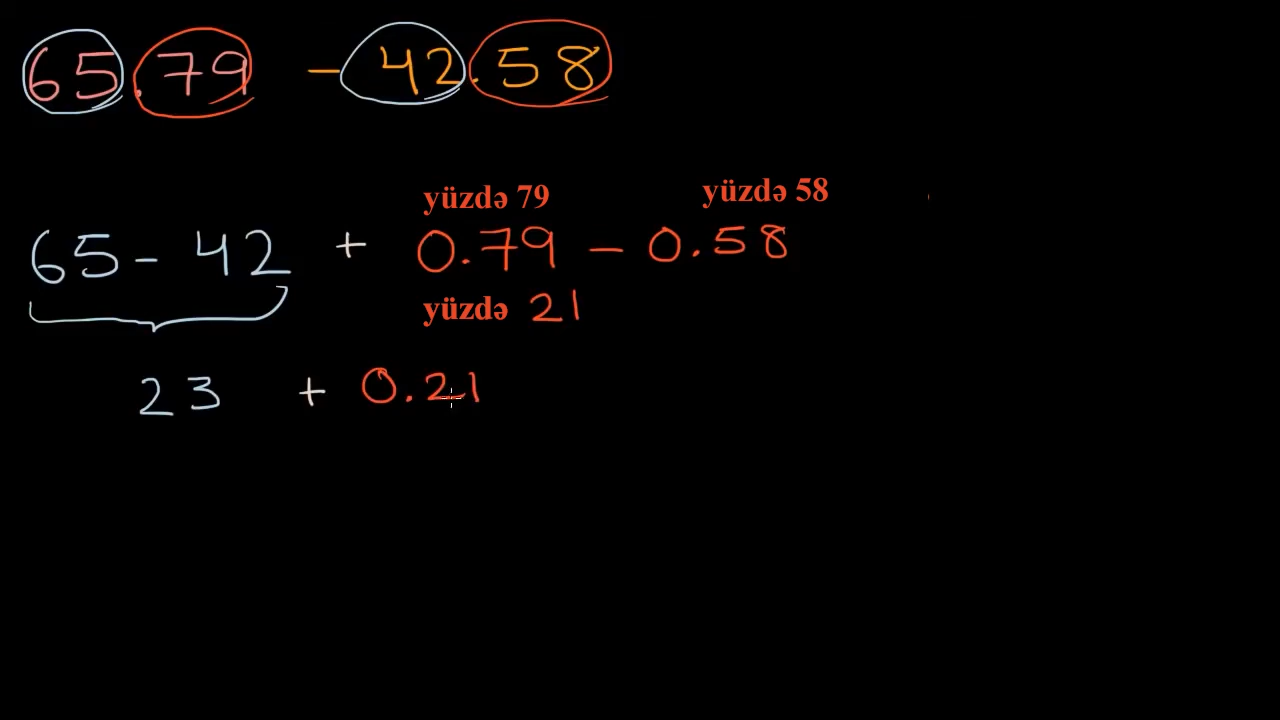 65.79 - 42.58
yüzdə 79 yüzdə 58
65 - 42 + 0.79 - 0.58
yüzdə 21
23 + 0.21